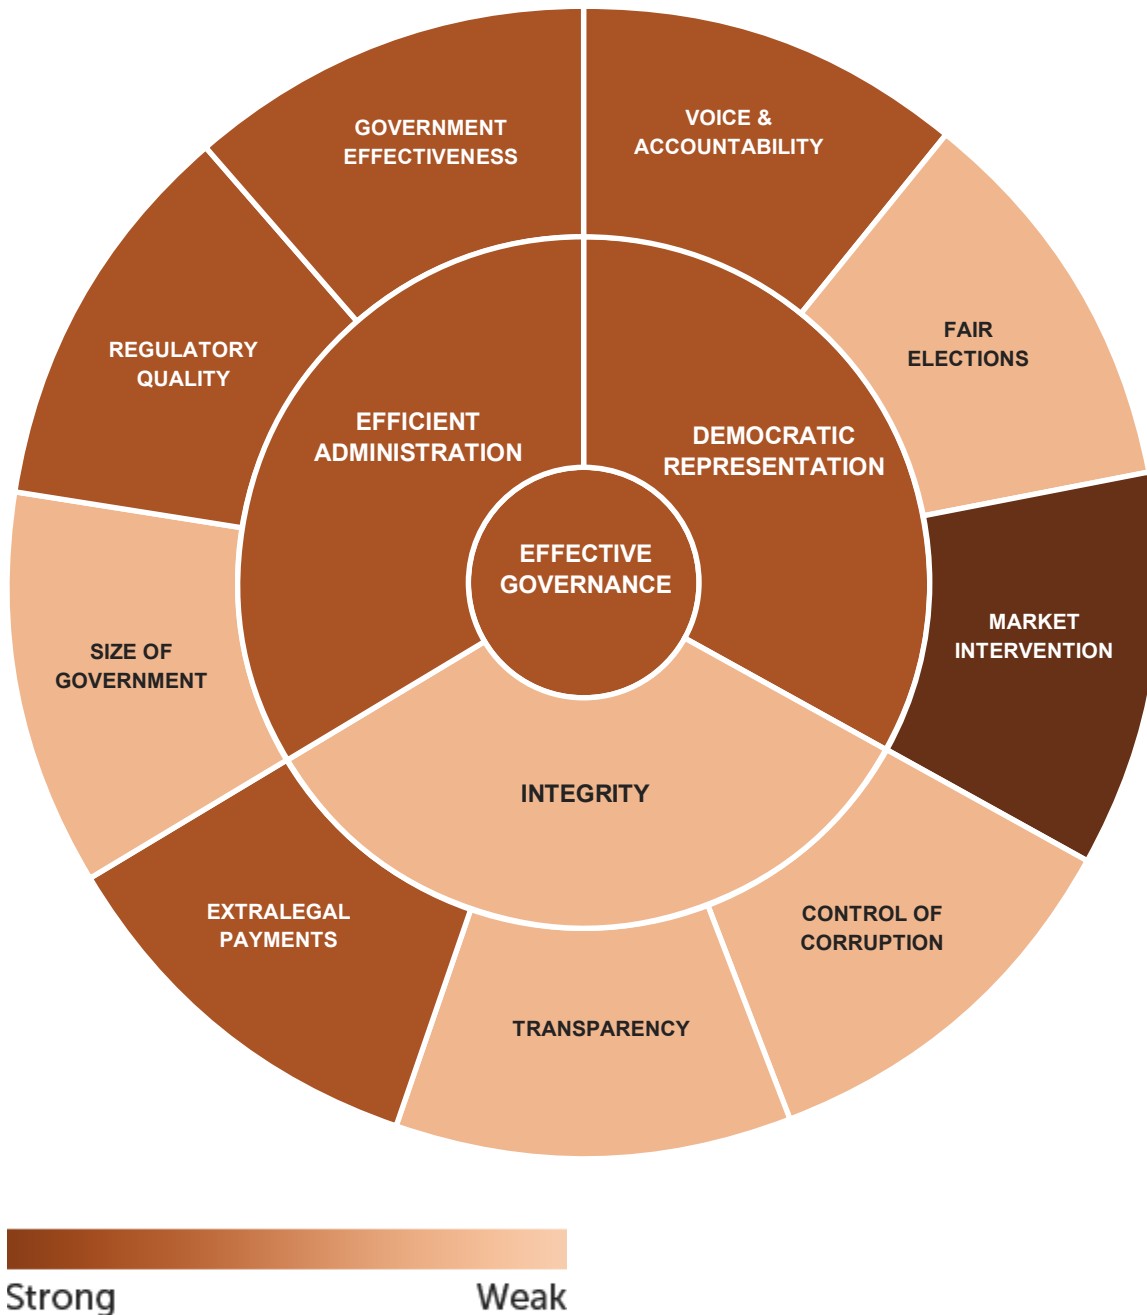 GOVERNMENT
EFFECTIVENESS
VOICE &
ACCOUNTABILITY
REGULATORY
QUALITY
FAIR
ELECTIONS
EFFICIENT
ADMINISTRATION
DEMOCRATIC
REPRESENTATION
EFFECTIVE
GOVERNANCE
SIZE OF
GOVERNMENT
MARKET
INTERVENTION
INTEGRITY
EXTRALEGAL
PAYMENTS
CONTROL OF
CORRUPTION
TRANSPARENCY
Strong
Weak